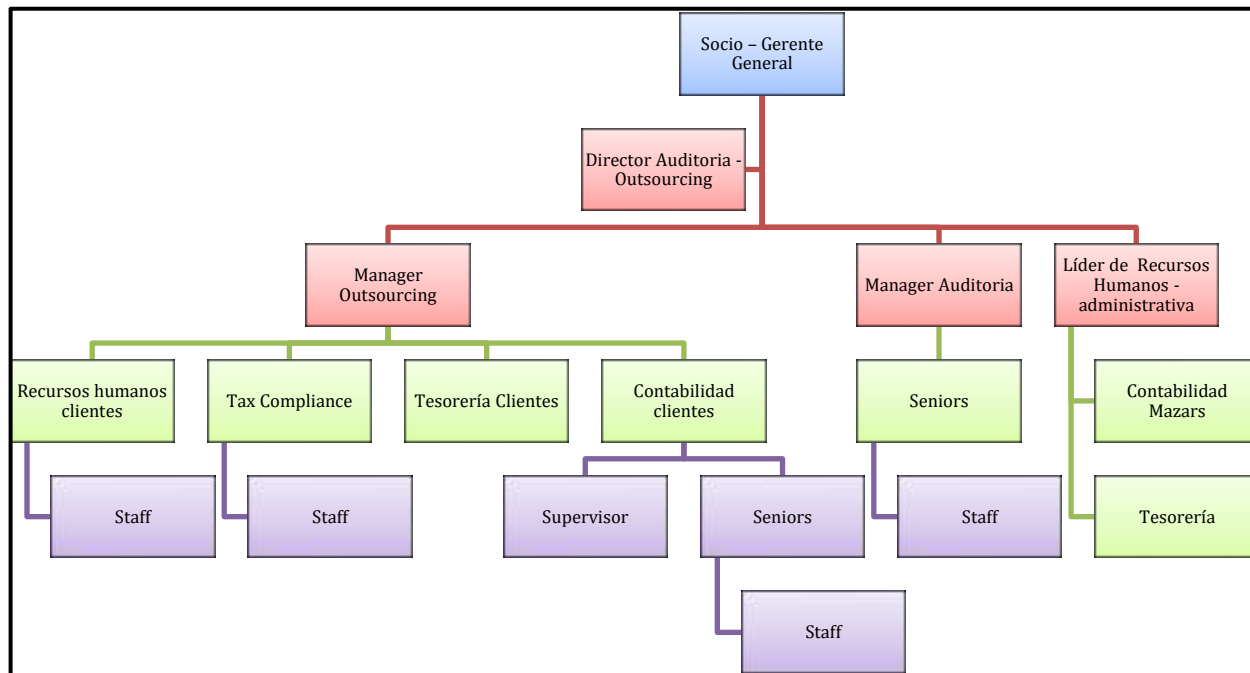 Socio – Gerente
General
Director Auditoria -
Outsourcing
Manager
Outsourcing
Manager Auditoria
Líder de Recursos
Humanos -
administrativa
Recursos humanos
clientes
Tax Compliance
Tesorería Clientes
Contabilidad
clientes
Seniors
Contabilidad
Mazars
Staff
Staff
Supervisor
Seniors
Staff
Tesorería
Staff